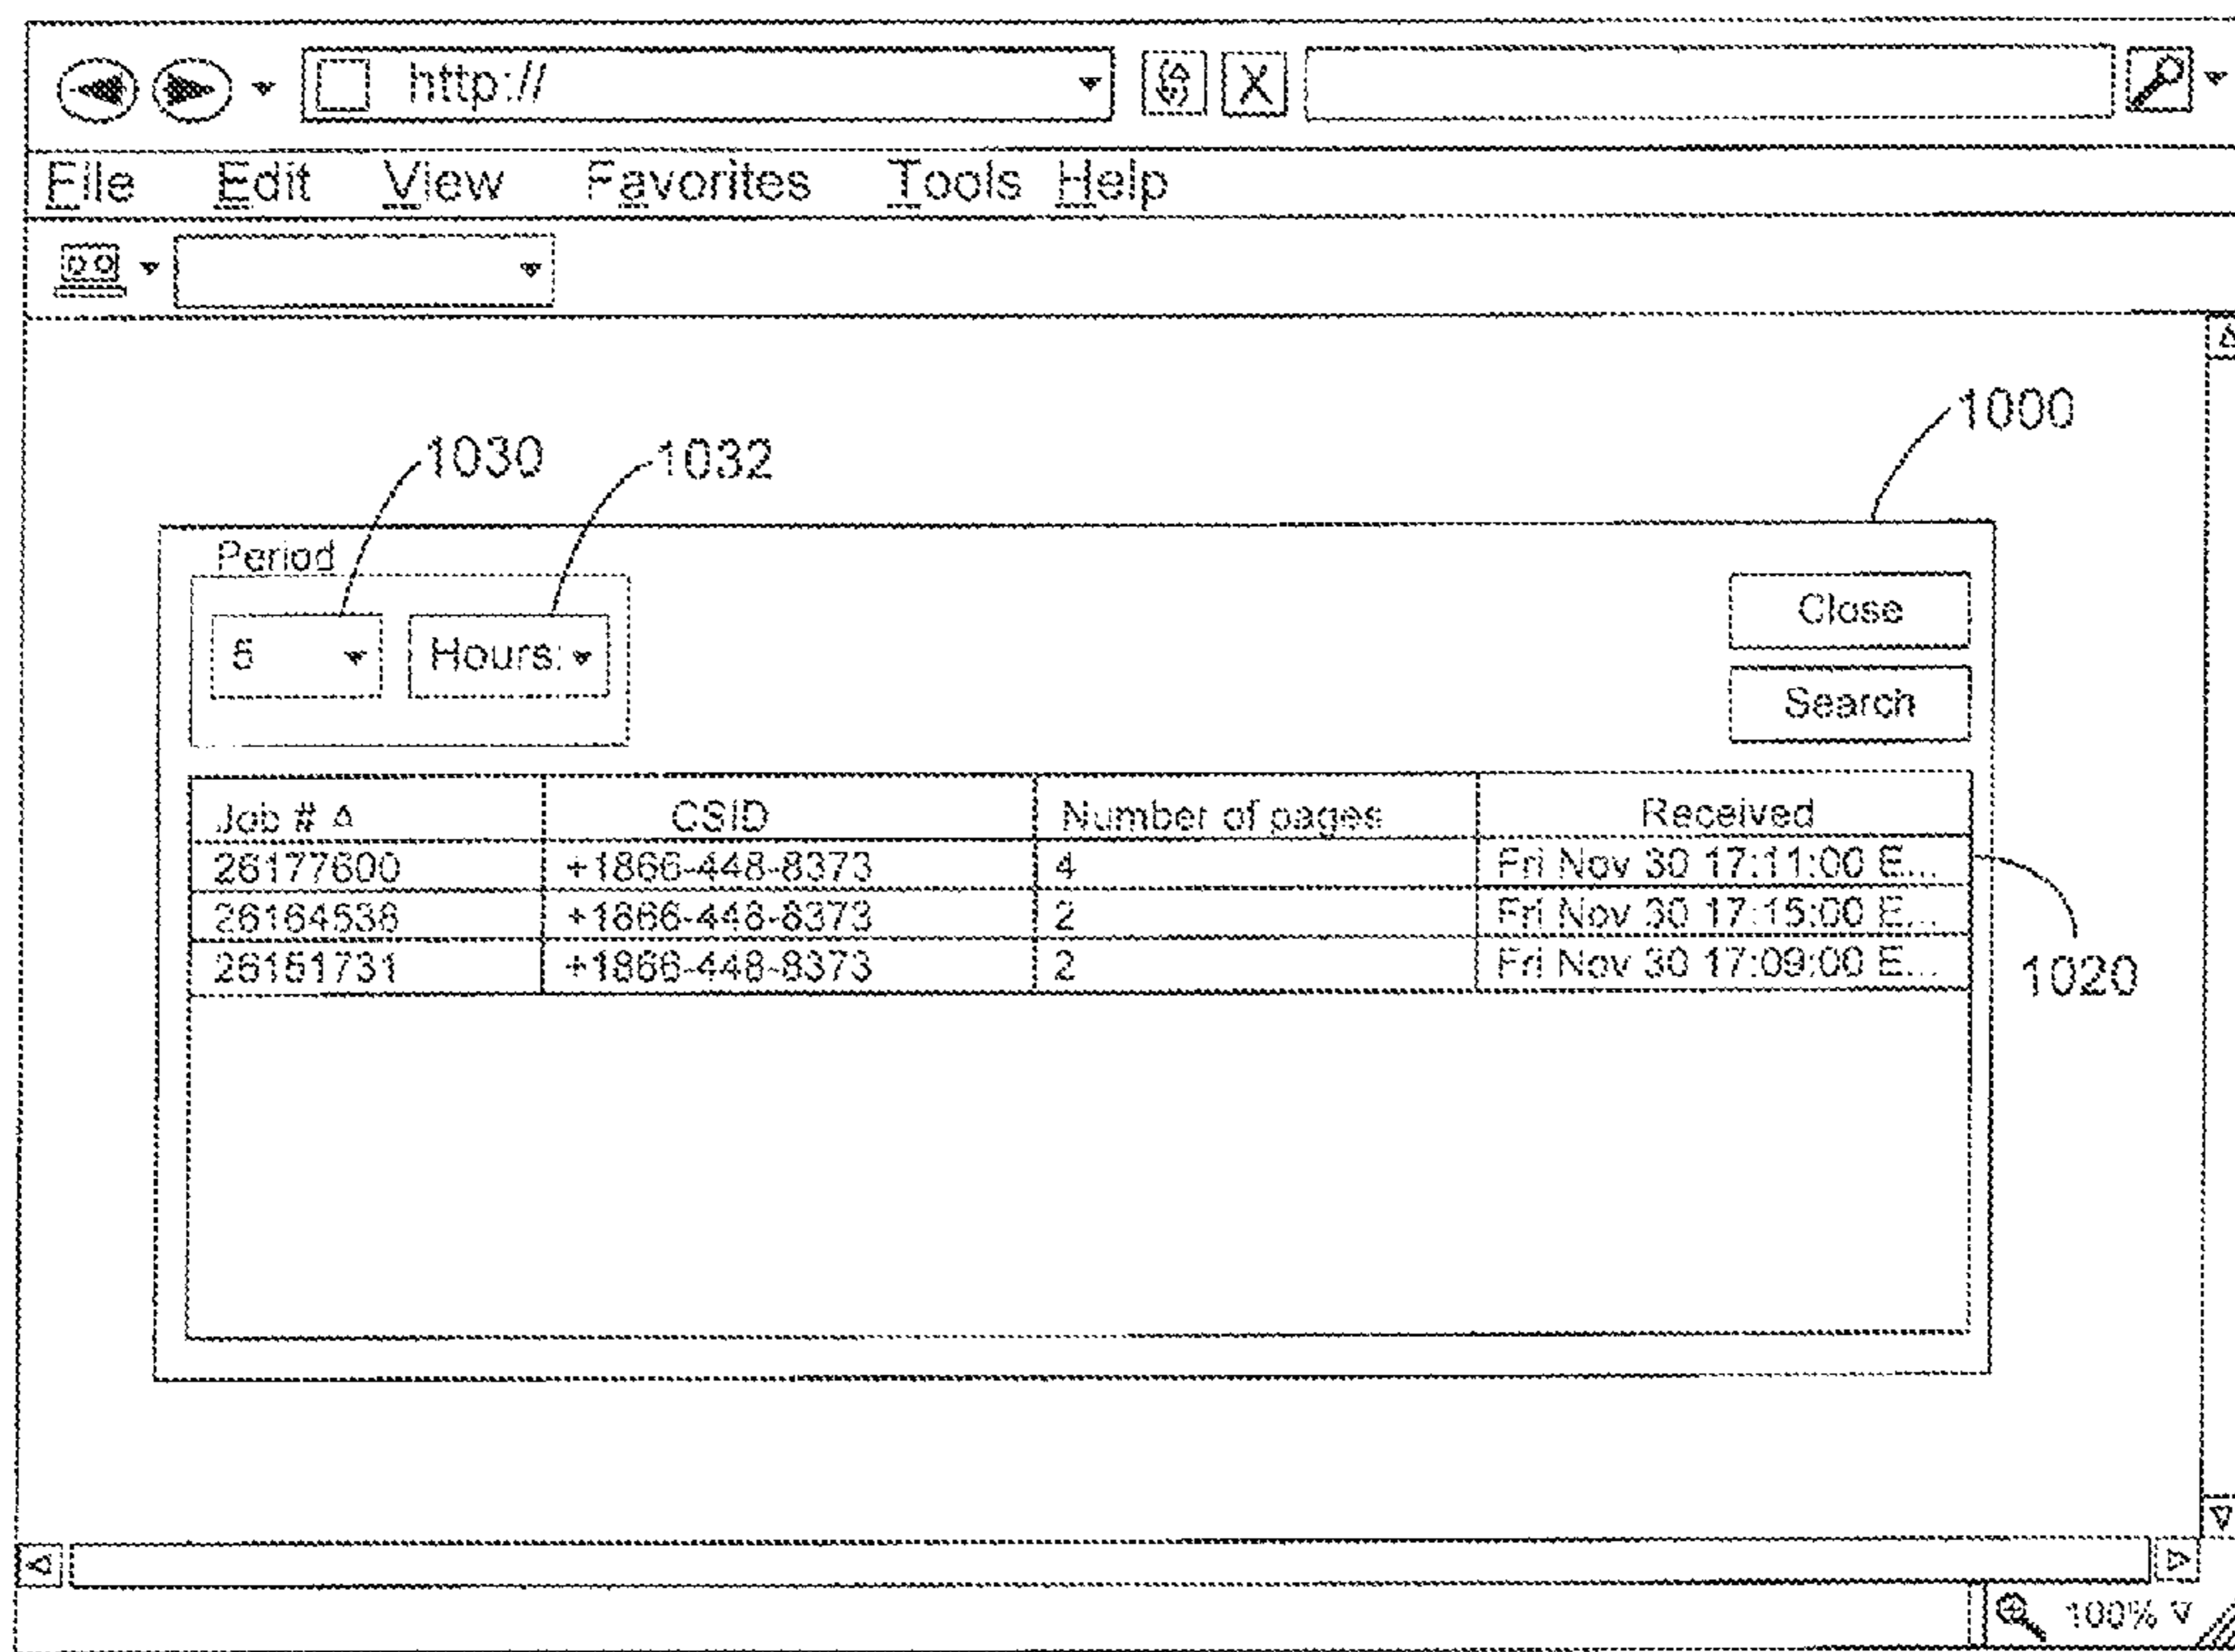 http://
File Edit View Favorites Tools Help
1000
1030 1032
Period
Close
5 Hours:
Search
Job # CSID Number of pages Received
26177600 +1866-448-8373 4 Fri Nov 30 17:11:00 E...
26164538 +1866-448-8373 2 Fri Nov 30 17:15:00 E...
26151731 +1866-448-8373 2 Fri Nov 30 17:09:00 E...
1020
100%